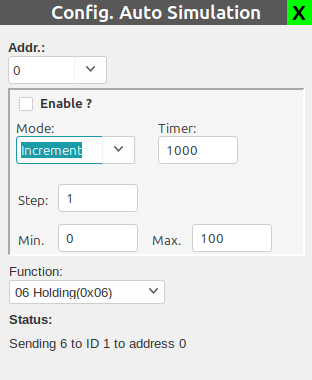 Config. Auto Simulation X
Addr.:
0
Enable ?
Mode: Timer:
Increment 1000
Step: 1
Min. 0 Max. 100
Function:
06 Holding(0x06)
Status:
Sending 6 to ID 1 to address 0